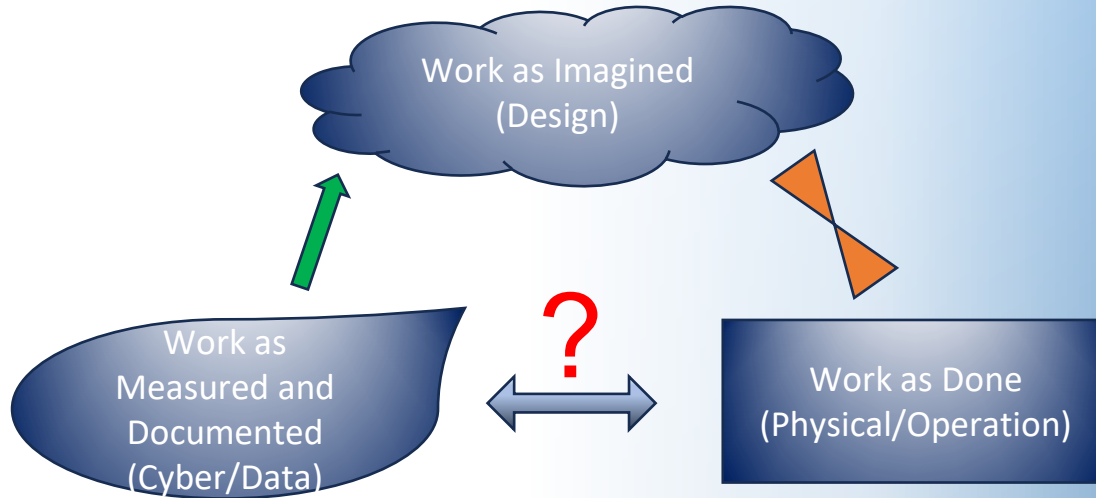 Work as Imagined
(Design)
?
Work as
Measured and
Documented
(Cyber/Data)
Work as Done
(Physical/Operation)